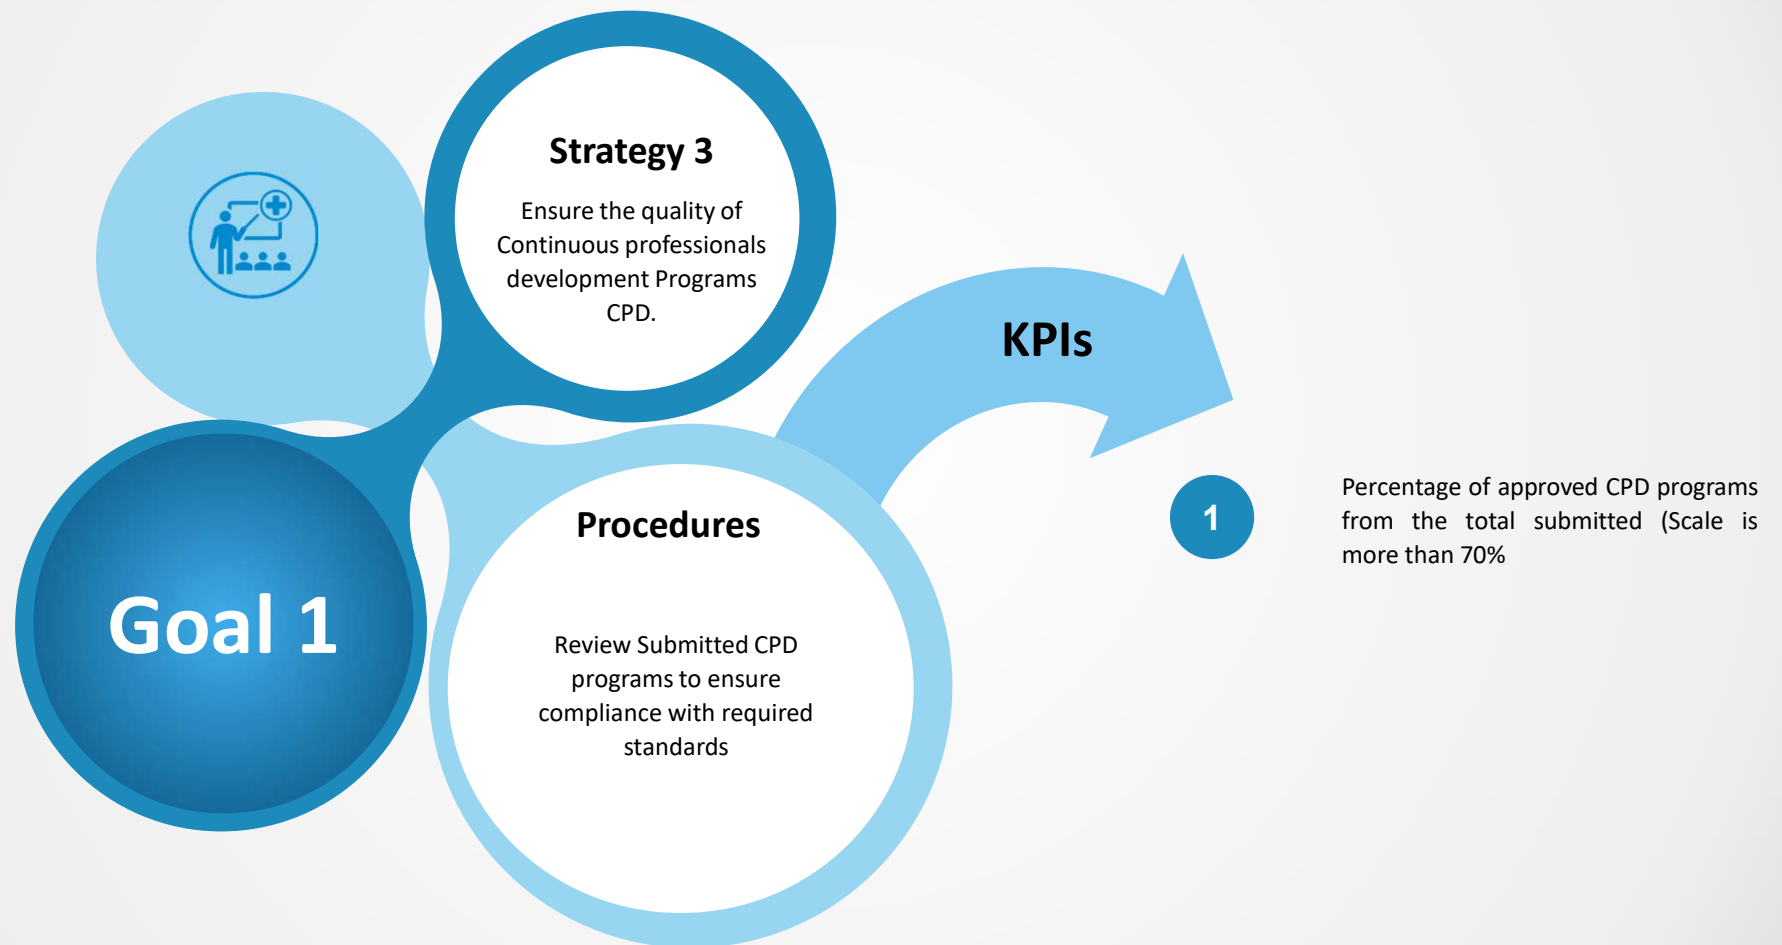 Strategy 3
Ensure the quality of
Continuous professionals
development Programs
CPD.
KPIs
1
Percentage of approved CPD programs
from the total submitted (Scale is
more than 70%
Procedures
Review Submitted CPD
programs to ensure
compliance with required
standards
Goal 1